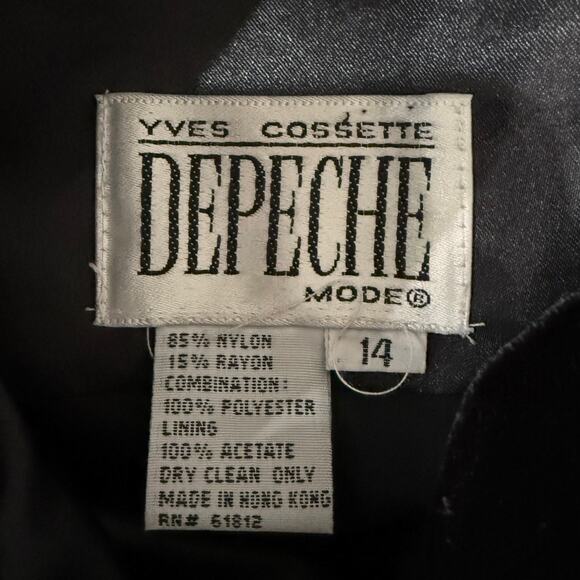 YVES COSSETTE
DEPECHE
MODE®
14
85% NYLON
15% RAYON
COMBINATION:
100% POLYESTER
LINING
100% ACETATE
DRY CLEAN ONLY
MADE IN HONG KONG
RN# 61812